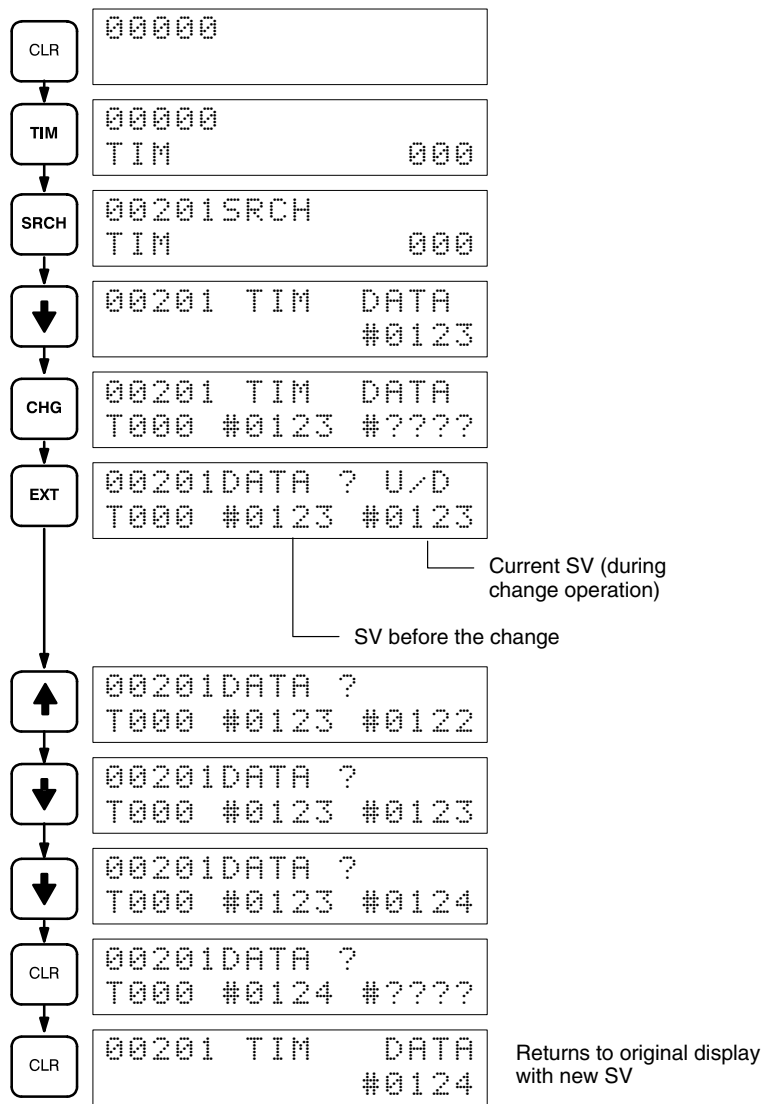 CLR
00000
TIM
00000
TIM 000
SRCH
00201SRCH
TIM 000
00201 TIM DATA
#0123
CHG
00201 TIM DATA
T000 #0123 #????
EXT
00201DATA ? U/D
T000 #0123 #0123
Current SV (during
change operation)
SV before the change
00201DATA ?
T000 #0123 #0122
00201DATA ?
T000 #0123 #0123
00201DATA ?
T000 #0123 #0124
CLR
00201DATA ?
T000 #0124 #????
CLR
00201 TIM DATA
#0124
Returns to original display
with new SV